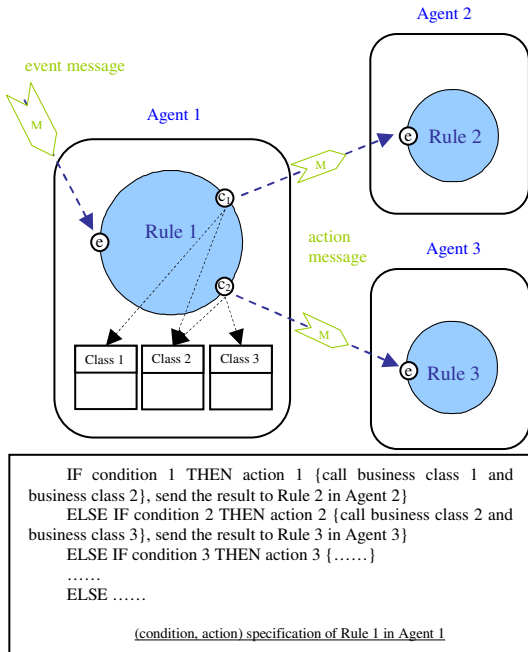 Agent 2
event message
M
Agent 1
e
Rule 2
M
c1
e
Rule 1
action
message
Agent 3
c2
M
e
Rule 3
Class 1
Class 2
Class 3
IF condition 1 THEN action 1 {call business class 1 and
business class 2}, send the result to Rule 2 in Agent 2}
ELSE IF condition 2 THEN action 2 {call business class 2 and
business class 3}, send the result to Rule 3 in Agent 3}
ELSE IF condition 3 THEN action 3 {……}
……
ELSE ……
(condition, action) specification of Rule 1 in Agent 1